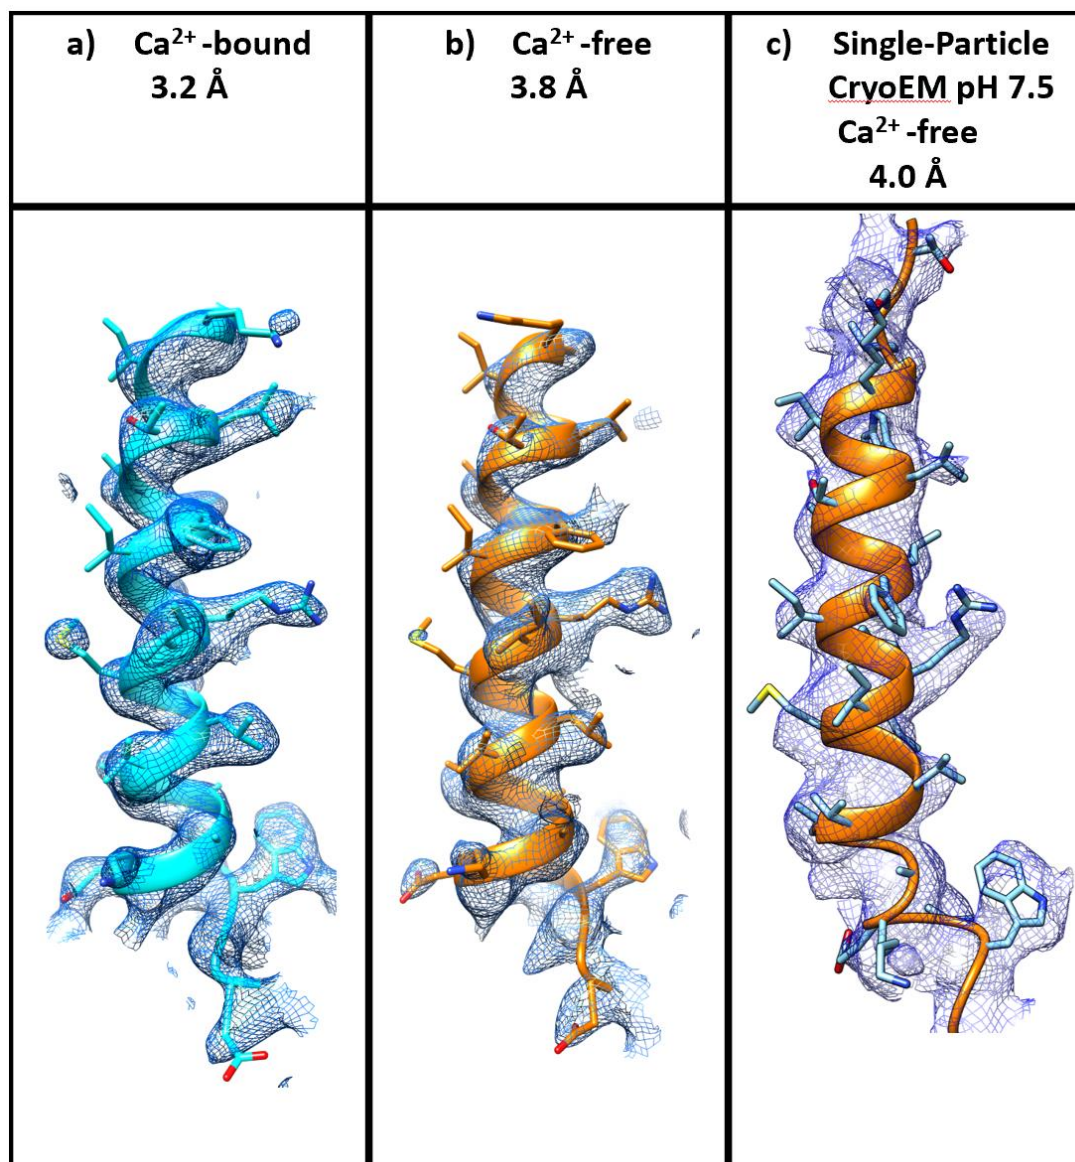 a) Ca²⁺-bound
3.2 Å
b) Ca²⁺-free
3.8 Å
c) Single-Particle
CryoEM pH 7.5
Ca²⁺-free
4.0 Å